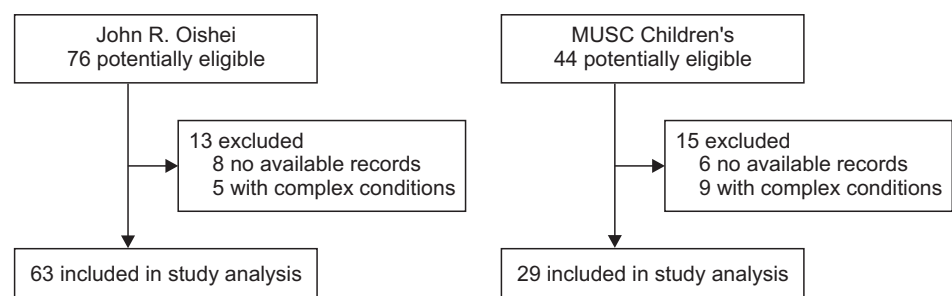 John R. Oishei
76 potentially eligible
13 excluded
8 no available records
5 with complex conditions
63 included in study analysis
MUSC Children's
44 potentially eligible
15 excluded
6 no available records
9 with complex conditions
29 included in study analysis